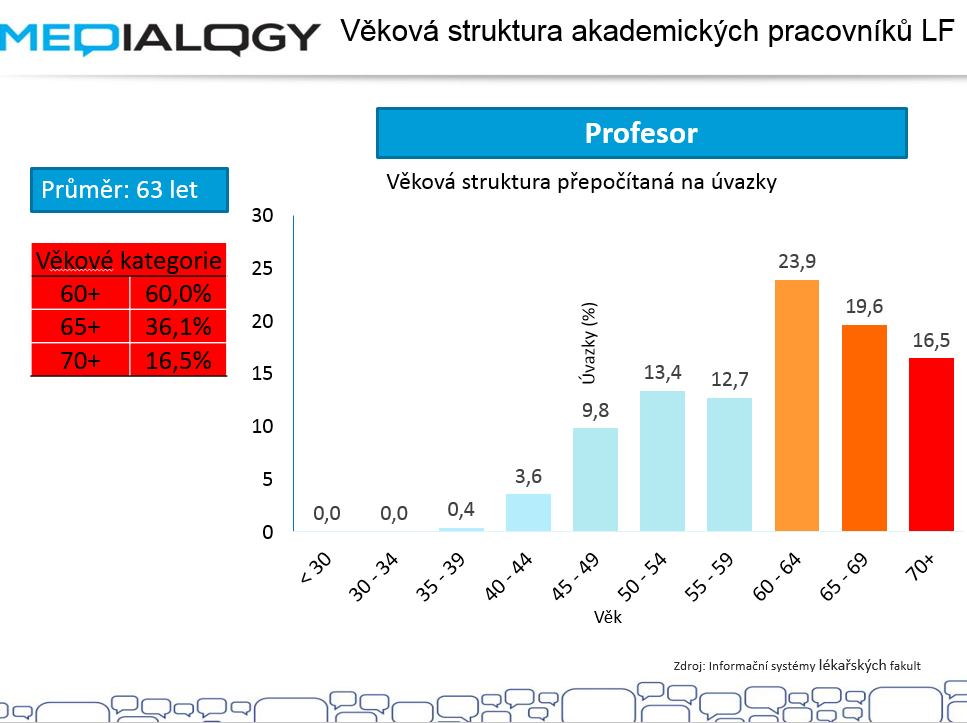 MEDIALOGY
Věková struktura akademických pracovníků LF
Profesor
Průměr: 63 let
Věková struktura přepočítaná na úvazky
Věkové kategorie
60+ 60,0%
65+ 36,1%
70+ 16,5%
30
25
20
15
10
5
0
Úvazky (%)
0,0
0,0
0,4
3,6
9,8
13,4
12,7
23,9
19,6
16,5
< 30
30 - 34
35 - 39
40 - 44
45 - 49
50 - 54
55 - 59
60 - 64
65 - 69
70+
Věk
Zdroj: Informační systémy lékařských fakult